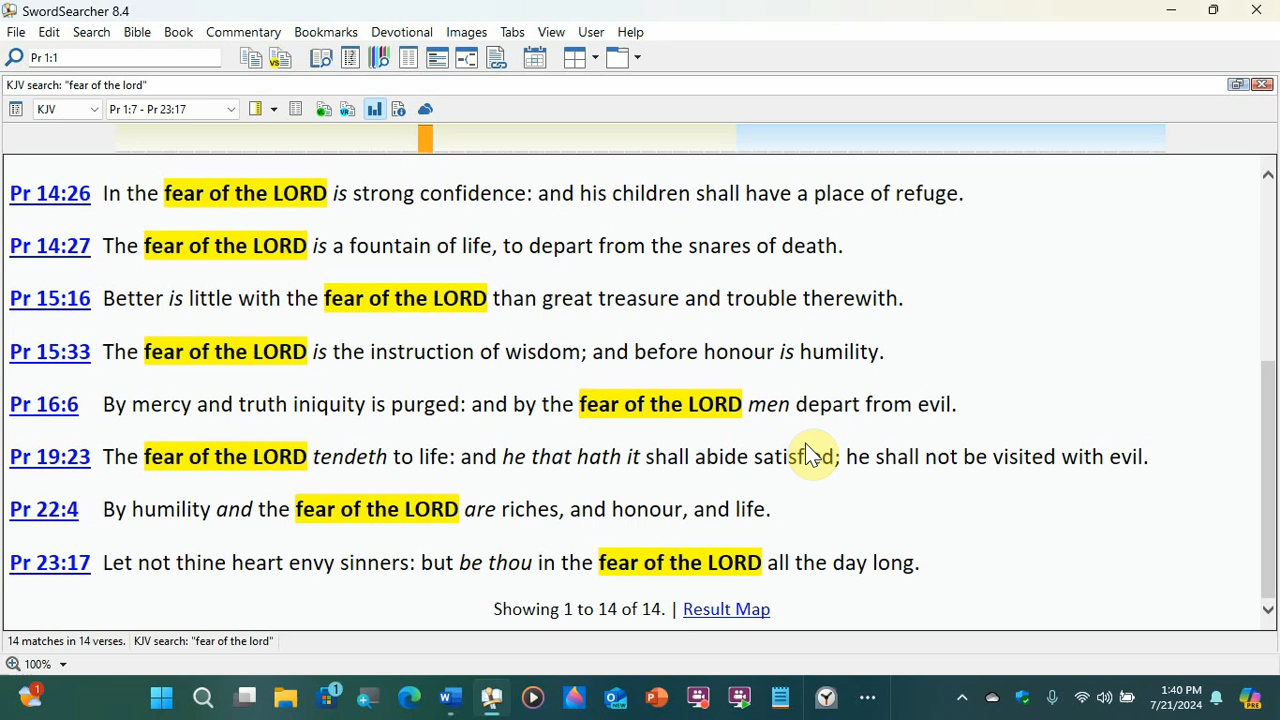 SwordSearcher 8.4
File Edit Search Bible Book Commentary Bookmarks Devotional Images Tabs View User Help
Pr 1:1
KJV search: "fear of the lord"
KJV Pr 1:7 - Pr 23:17
Pr 14:26 In the fear of the LORD is strong confidence: and his children shall have a place of refuge.
Pr 14:27 The fear of the LORD is a fountain of life, to depart from the snares of death.
Pr 15:16 Better is little with the fear of the LORD than great treasure and trouble therewith.
Pr 15:33 The fear of the LORD is the instruction of wisdom; and before honour is humility.
Pr 16:6 By mercy and truth iniquity is purged: and by the fear of the LORD men depart from evil.
Pr 19:23 The fear of the LORD tendeth to life: and he that hath it shall abide satisfied; he shall not be visited with evil.
Pr 22:4 By humility and the fear of the LORD are riches, and honour, and life.
Pr 23:17 Let not thine heart envy sinners: but be thou in the fear of the LORD all the day long.
Showing 1 to 14 of 14. | Result Map
14 matches in 14 verses. KJV search: "fear of the lord"
100%
1:40 PM
7/21/2024